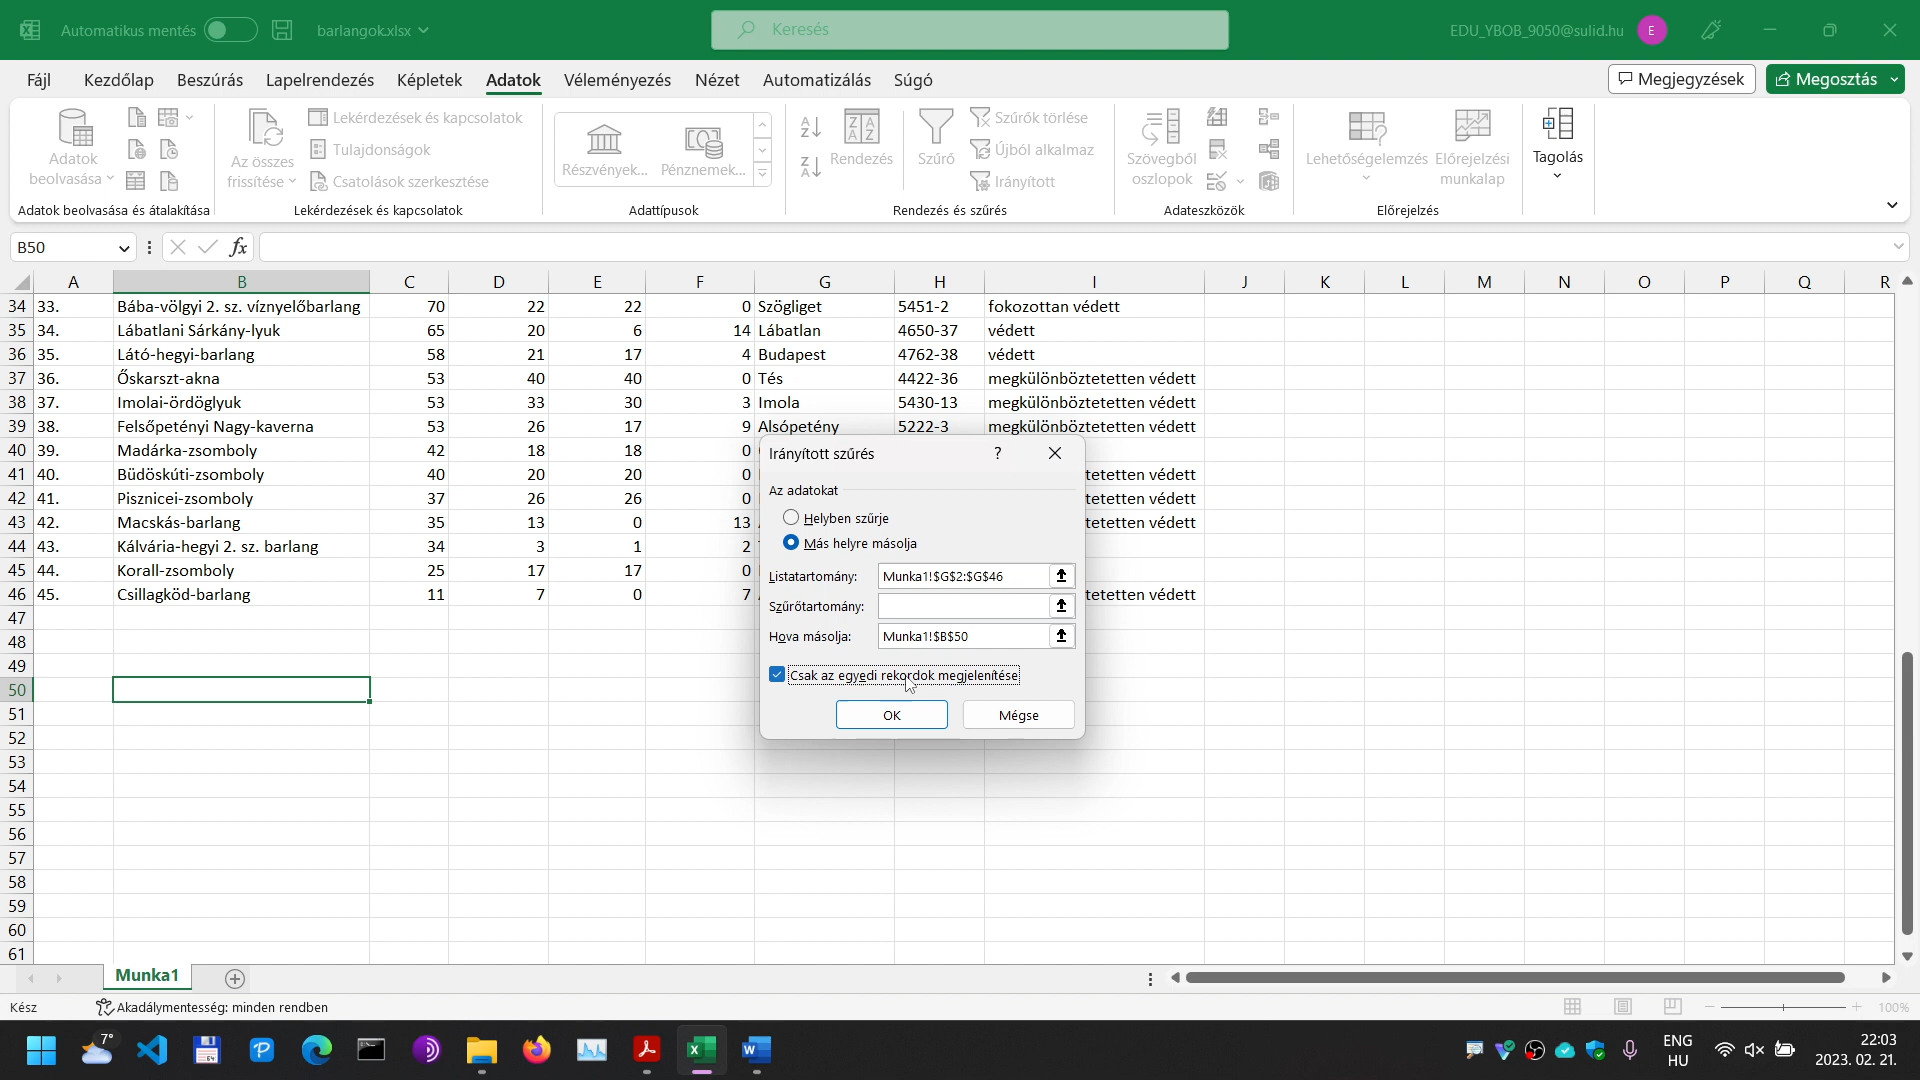 Automatikus mentés
barlangok.xlsx
Keresés
EDU_YBOB_9050@sulid.hu
E
Fájl
Kezdőlap
Beszúrás
Lapelrendezés
Képletek
Adatok
Véleményezés
Nézet
Automatizálás
Súgó
Megjegyzések
Megosztás
Adatok
beolvasása
Adatok beolvasása és átalakítása
Az összes
frissítése
Lekérdezések és kapcsolatok
Tulajdonságok
Csatolások szerkesztése
Lekérdezések és kapcsolatok
Részvények...
Pénznemek...
Adattípusok
Rendezés
Szűrő
Szűrők törlése
Újból alkalmaz
Irányított
Rendezés és szűrés
Szövegből
oszlopok
Adateszközök
Lehetőségelemzés
Előrejelzési
munkalap
Előrejelzés
Tagolás
B50
fx
A B C D E F G H I J K L M N O P Q R
34 33. Bába-völgyi 2. sz. víznyelőbarlang 70 22 22 0 Szögliget 5451-2 fokozottan védett
35 34. Lábatlani Sárkány-lyuk 65 20 6 14 Lábatlan 4650-37 védett
36 35. Látó-hegyi-barlang 58 21 17 4 Budapest 4762-38 védett
37 36. Őskarszt-akna 53 40 40 0 Tés 4422-36 megkülönböztetetten védett
38 37. Imolai-ördöglyuk 53 33 30 3 Imola 5430-13 megkülönböztetetten védett
39 38. Felsőpetényi Nagy-kaverna 53 26 17 9 Alsópetény 5222-3 megkülönböztetetten védett
40 39. Madárka-zsomboly 42 18 18 0
41 40. Büdöskúti-zsomboly 40 20 20 0 tetetten védett
42 41. Pisznicei-zsomboly 37 26 26 0 tetetten védett
43 42. Macskás-barlang 35 13 0 13 tetetten védett
44 43. Kálvária-hegyi 2. sz. barlang 34 3 1 2
45 44. Korall-zsomboly 25 17 17 0
46 45. Csillagköd-barlang 11 7 0 7 tetetten védett
47
48
49
50
51
52
53
54
55
56
57
58
59
60
61
Irányított szűrés
?
Az adatokat
Helyben szűrje
Más helyre másolja
Listatartomány: Munka1!$G$2:$G$46
Szűrőtartomány:
Hova másolja: Munka1!$B$50
Csak az egyedi rekordok megjelenítése
OK
Mégse
Munka1
Kész
Akadálymentesség: minden rendben
100%
7°
ENG
HU
22:03
2023. 02. 21.